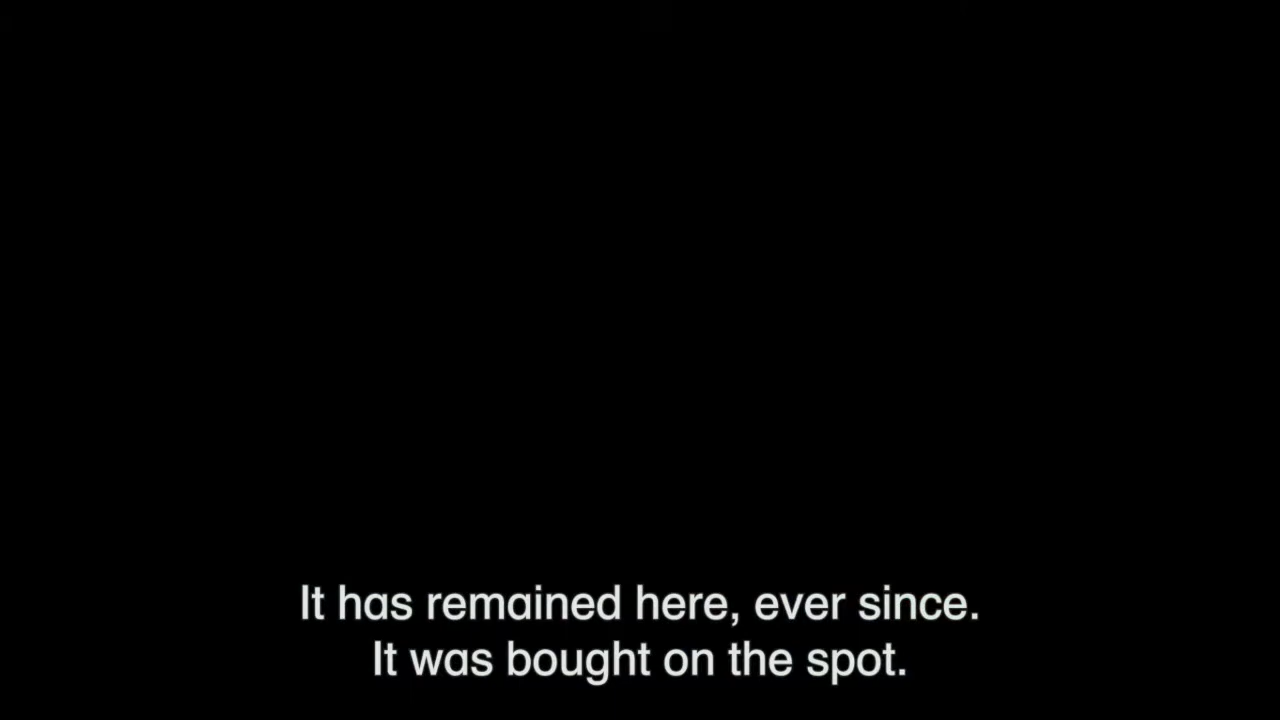 It has remained here, ever since.
It was bought on the spot.